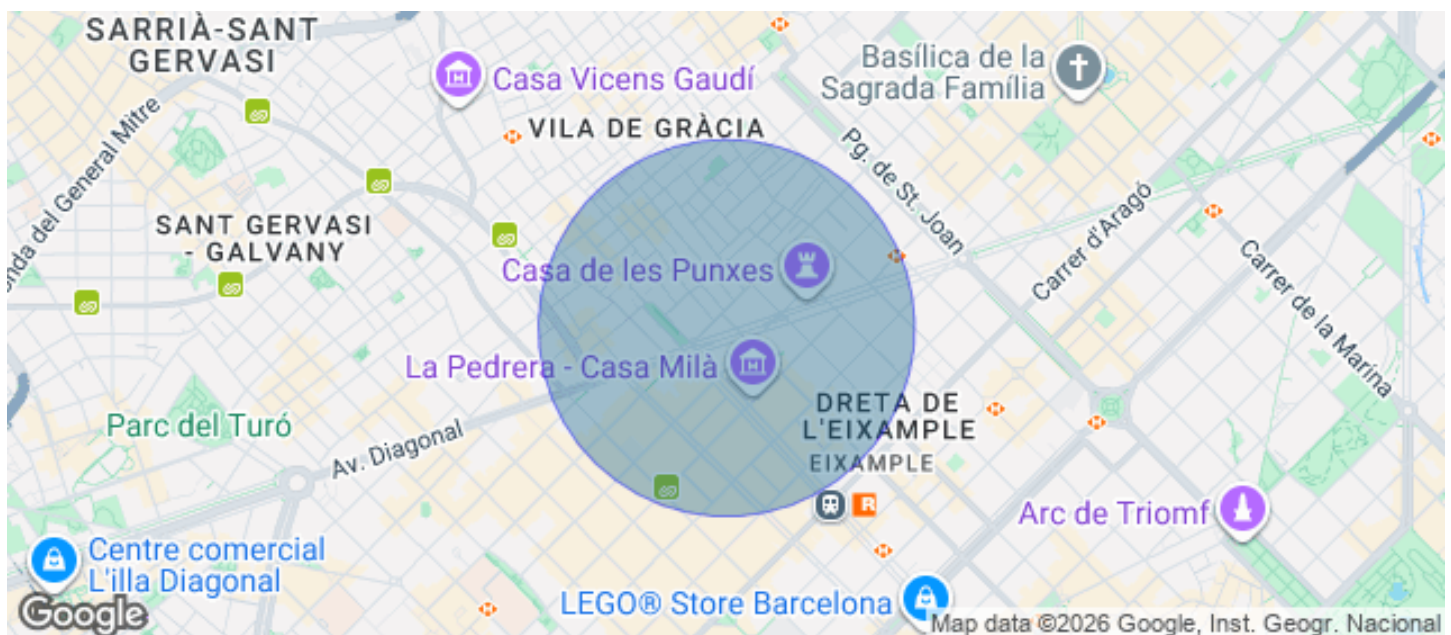 SARRIÀ-SANT
GERVASI
Casa Vicens Gaudí
Basílica de la
Sagrada Família
VILA DE GRÀCIA
Ronda del General Mitre
Pg. de St. Joan
SANT GERVASI
- GALVANY
Casa de les Punxes
Carrer d'Aragó
Carrer de la Marina
La Pedrera - Casa Milà
Parc del Turó
Av. Diagonal
DRETA DE
L'EIXAMPLE
EIXAMPLE
R
Arc de Triomf
Centre comercial
L'illa Diagonal
LEGO® Store Barcelona
Google
Map data ©2026 Google, Inst. Geogr. Nacional